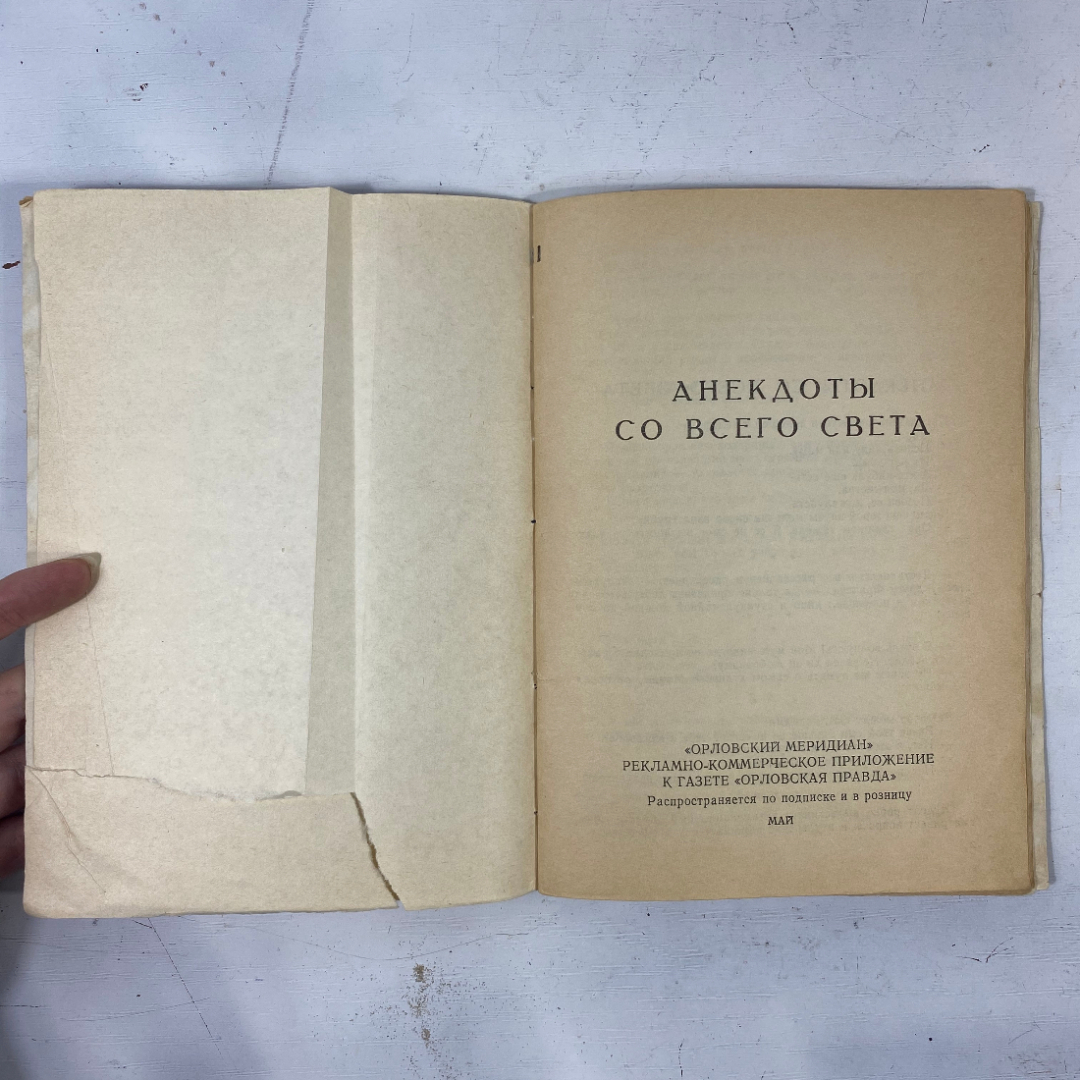 АНЕКДОТЫ
СО ВСЕГО СВЕТА
«ОРЛОВСКИЙ МЕРИДИАН»
РЕКЛАМНО-КОММЕРЧЕСКОЕ ПРИЛОЖЕНИЕ
К ГАЗЕТЕ «ОРЛОВСКАЯ ПРАВДА»
Распространяется по подписке и в розницу
МАЙ